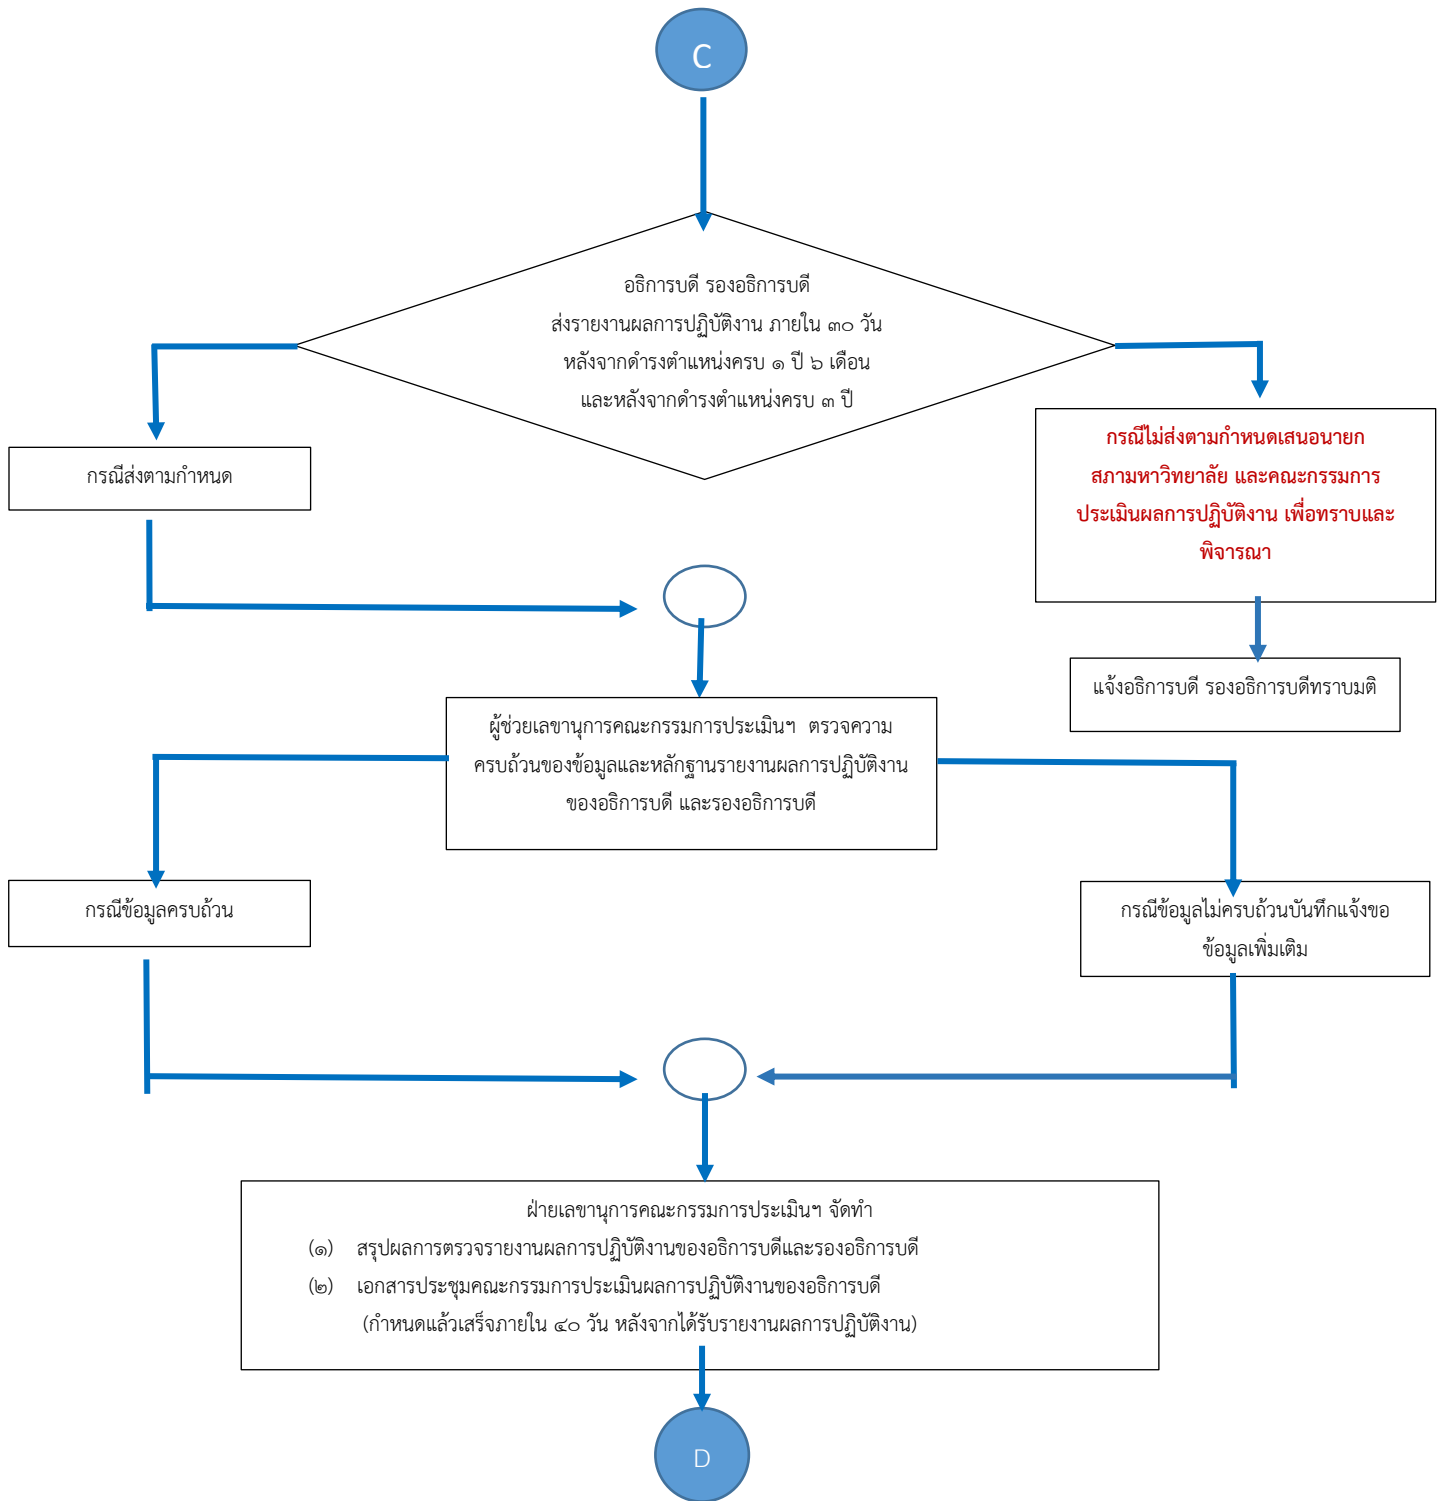 C
อธิการบดี รองอธิการบดี
ส่งรายงานผลการปฏิบัติงาน ภายใน ๓๐ วัน
หลังจากดำรงตำแหน่งครบ ๑ ปี ๖ เดือน
และหลังจากดำรงตำแหน่งครบ ๓ ปี
กรณีส่งตามกำหนด
กรณีไม่ส่งตามกำหนดเสนอนายก
สภามหาวิทยาลัย และคณะกรรมการ
ประเมินผลการปฏิบัติงาน เพื่อทราบและ
พิจารณา
แจ้งอธิการบดี รองอธิการบดีทราบมติ
ผู้ช่วยเลขานุการคณะกรรมการประเมินฯ ตรวจความ
ครบถ้วนของข้อมูลและหลักฐานรายงานผลการปฏิบัติงาน
ของอธิการบดี และรองอธิการบดี
กรณีข้อมูลครบถ้วน
กรณีข้อมูลไม่ครบถ้วนบันทึกแจ้งขอ
ข้อมูลเพิ่มเติม
ฝ่ายเลขานุการคณะกรรมการประเมินฯ จัดทำ
(๑) สรุปผลการตรวจรายงานผลการปฏิบัติงานของอธิการบดีและรองอธิการบดี
(๒) เอกสารประชุมคณะกรรมการประเมินผลการปฏิบัติงานของอธิการบดี
(กำหนดแล้วเสร็จภายใน ๔๐ วัน หลังจากได้รับรายงานผลการปฏิบัติงาน)
D